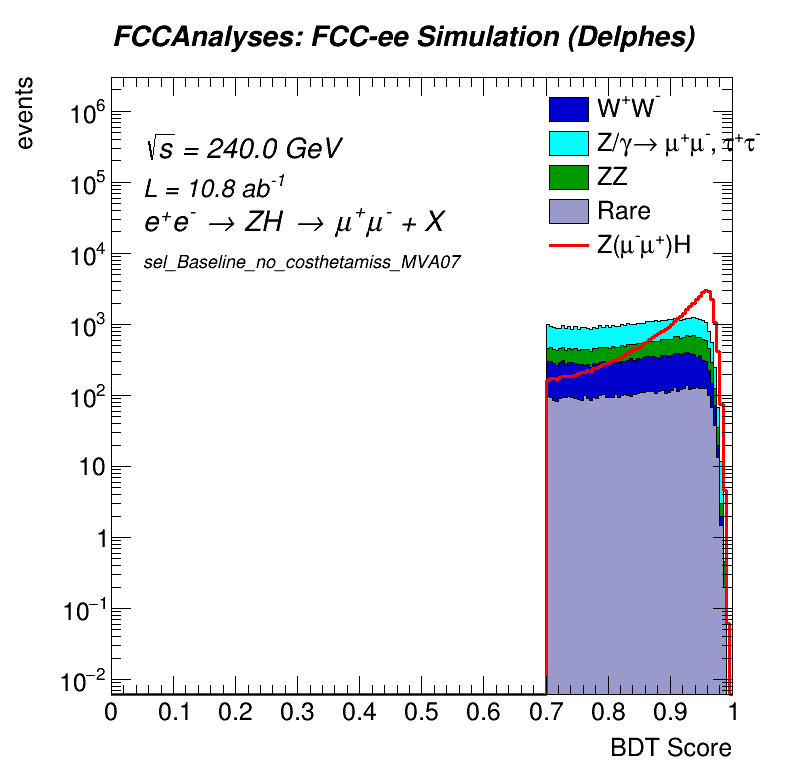 FCCAnalyses: FCC-ee Simulation (Delphes)
events
√s = 240.0 GeV
L = 10.8 ab⁻¹
e⁺e⁻ → ZH → μ⁺μ⁻ + X
sel_Baseline_no_costhetamiss_MVA07
W⁺W⁻
Z/γ→ μ⁺μ⁻, τ⁺τ⁻
ZZ
Rare
Z(μ⁻μ⁺)H
10⁶
10⁵
10⁴
10³
10²
10
1
10⁻¹
10⁻²
0 0.1 0.2 0.3 0.4 0.5 0.6 0.7 0.8 0.9 1
BDT Score